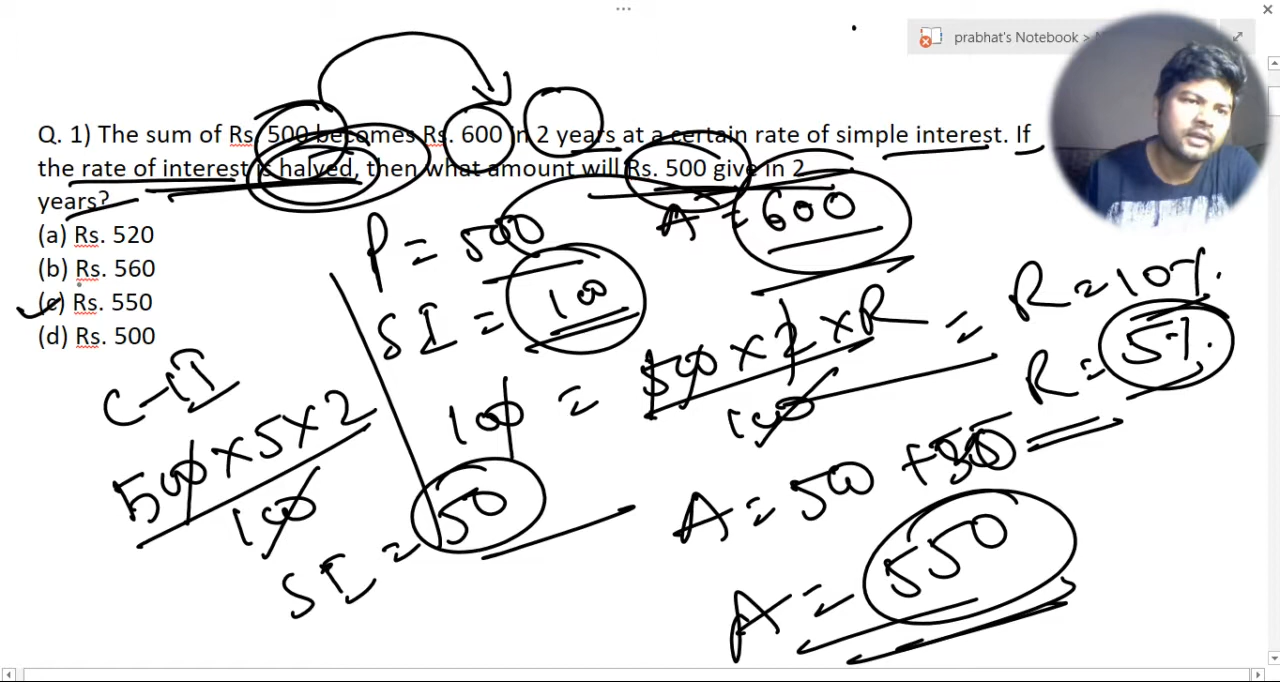 prabhat's Notebook >
Q. 1) The sum of Rs. 500 becomes Rs. 600 in 2 years at a certain rate of simple interest. If
the rate of interest is halved, then what amount will Rs. 500 give in 2
years?
(a) Rs. 520
(b) Rs. 560
(c) Rs. 550
(d) Rs. 500
P = 500
A = 600
SI = 100
100 = 500 × 2 × R
100
= R = 10%.
R = 5%.
500 × 5 × 2
100
SI = 50
A = 500 + 50
A = 550